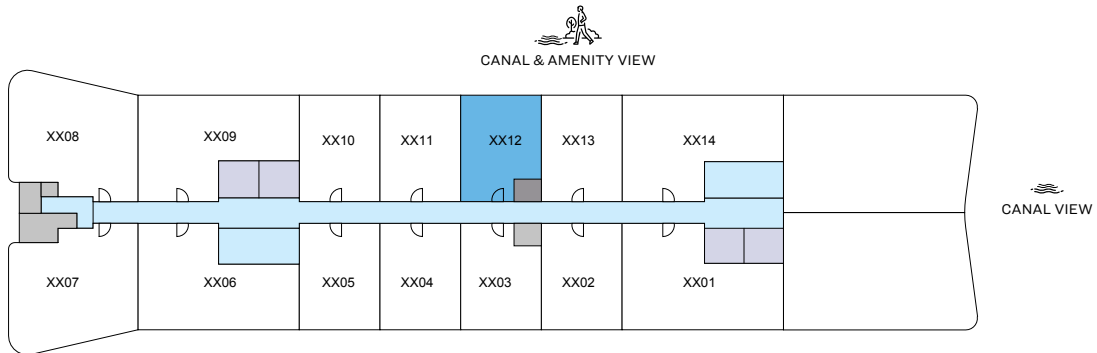 CANAL & AMENITY VIEW
XX08
XX09
XX10
XX11
XX12
XX13
XX14
CANAL VIEW
XX07
XX06
XX05
XX04
XX03
XX02
XX01